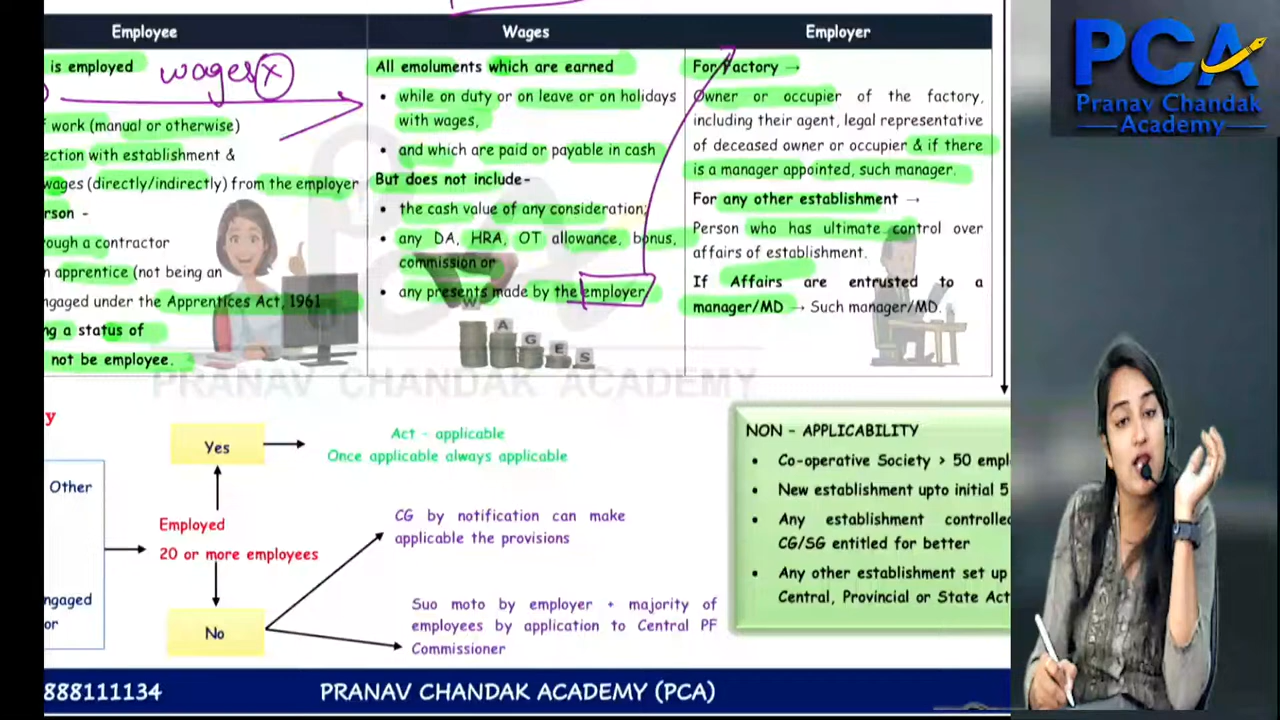 Employee
is employed
wages x
work (manual or otherwise)
ection with establishment &
wages (directly/indirectly) from the employer
rson -
rough a contractor
n apprentice (not being an
ngaged under the Apprentices Act, 1961
ng a status of
not be employee.
Wages
All emoluments which are earned
• while on duty or on leave or on holidays
with wages,
• and which are paid or payable in cash
But does not include-
• the cash value of any consideration;
• any DA, HRA, OT allowance, bonus,
commission or
• any presents made by the employer
WAGES
Employer
For Factory →
Owner or occupier of the factory,
including their agent, legal representative
of deceased owner or occupier & if there
is a manager appointed, such manager.
For any other establishment →
Person who has ultimate control over
affairs of establishment.
If Affairs are entrusted to a
manager/MD → Such manager/MD.
PCA
Pranav Chandak
Academy
PRANAV CHANDAK ACADEMY
y
Other
ngaged
or
Yes
Employed
20 or more employees
No
Act - applicable
Once applicable always applicable
CG by notification can make
applicable the provisions
Suo moto by employer + majority of
employees by application to Central PF
Commissioner
NON - APPLICABILITY
• Co-operative Society > 50 empl
• New establishment upto initial 5
• Any establishment controlled
CG/SG entitled for better
• Any other establishment set up
Central, Provincial or State Act
888111134
PRANAV CHANDAK ACADEMY (PCA)